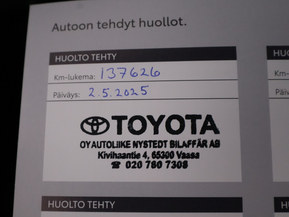 Autoon tehdyt huollot.
HUOLTO TEHTY
Km-lukema: 137626
Päiväys: 2.5.2025
TOYOTA
OY AUTOLIIKE NYSTEDT BILAFFÄR AB
Kivihaantie 4, 65300 Vaasa
☎ 020 780 7308
HUOLTO TEHTY